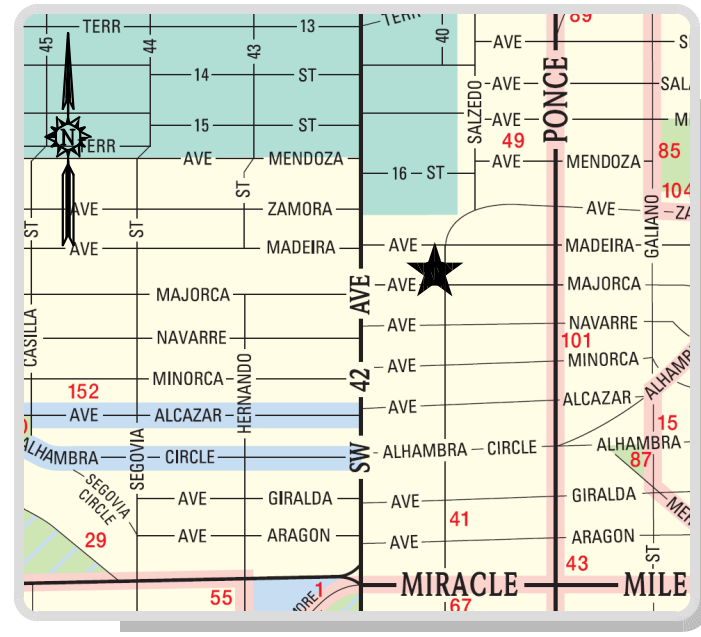 TERR 13 TERR 89
45 44 43 40
AVE
14 ST
AVE
15 ST
SALZEDO
AVE
49
PONCE
N
TERR
AVE MENDOZA
16 ST
AVE MENDOZA
85
104
ST
ST
ST
AVE ZAMORA
AVE
GALIANO
AVE MADEIRA
AVE MADEIRA
MAJORCA
AVE MAJORCA
CASILLA
NAVARRE
AVE NAVARRE
101
MINORCA
AVE MINORCA
HERNANDO
SW 42 AVE
152
AVE ALCAZAR
AVE ALCAZAR
15
ALHAMBRA CIRCLE
ALHAMBRA CIRCLE
ALHAMBRA
87
SEGOVIA
SEGOVIA
CIRCLE
AVE GIRALDA
AVE GIRALDA
41
29
AVE ARAGON
AVE ARAGON
ST
43
MIRACLE MILE
55
1
67